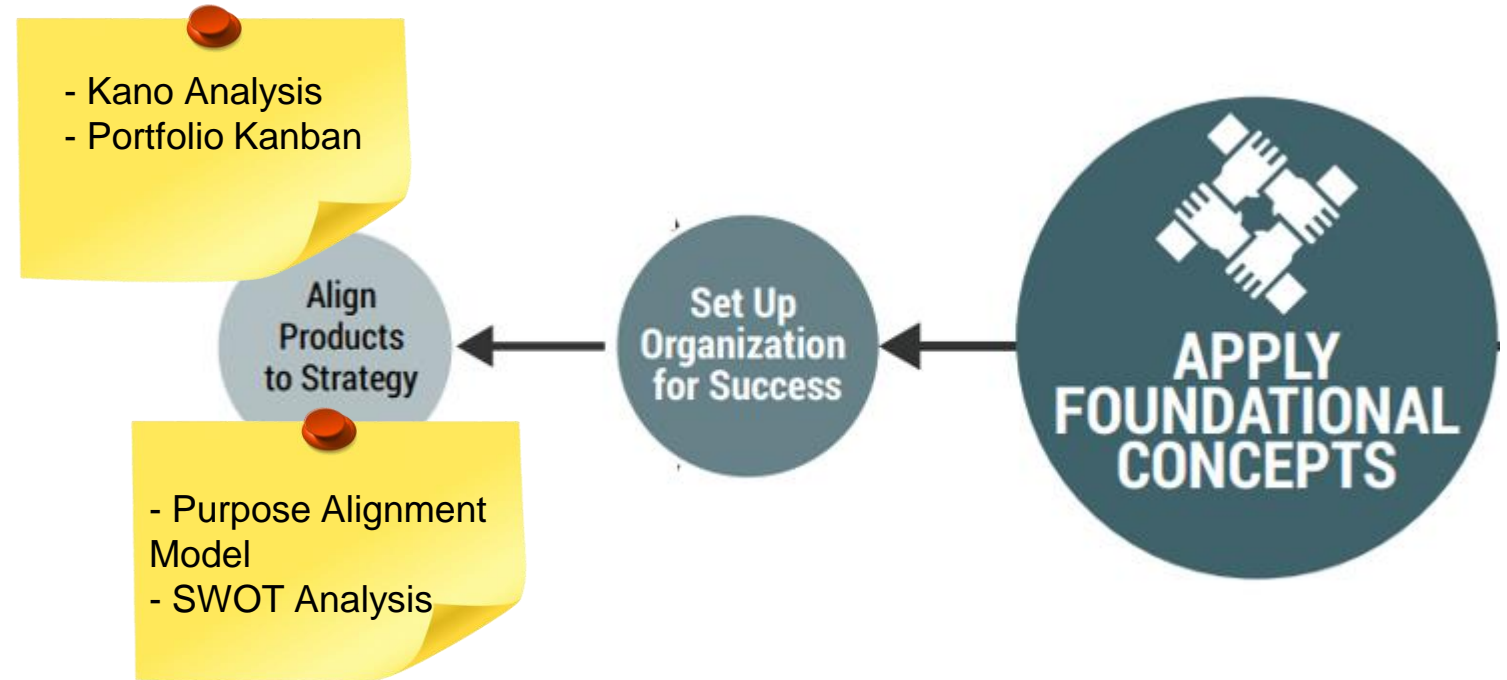 - Kano Analysis
- Portfolio Kanban
Align
Products
to Strategy
- Purpose Alignment
Model
- SWOT Analysis
Set Up
Organization
for Success
APPLY
FOUNDATIONAL
CONCEPTS